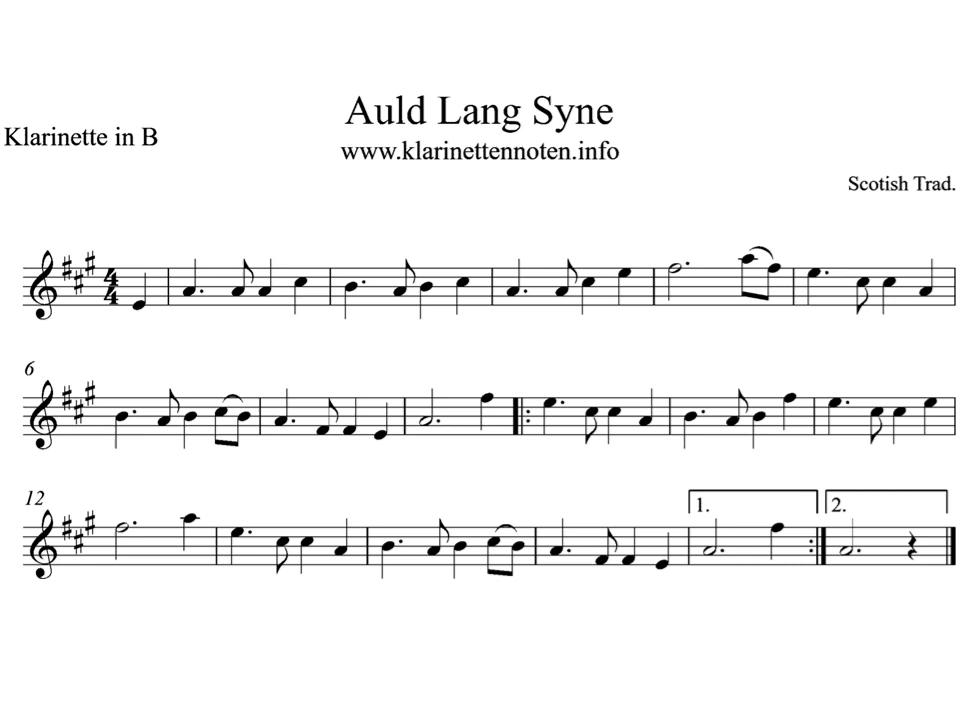 Auld Lang Syne
Klarinette in B
www.klarinettennoten.info
Scotish Trad.
4
4
6
12
1.
2.